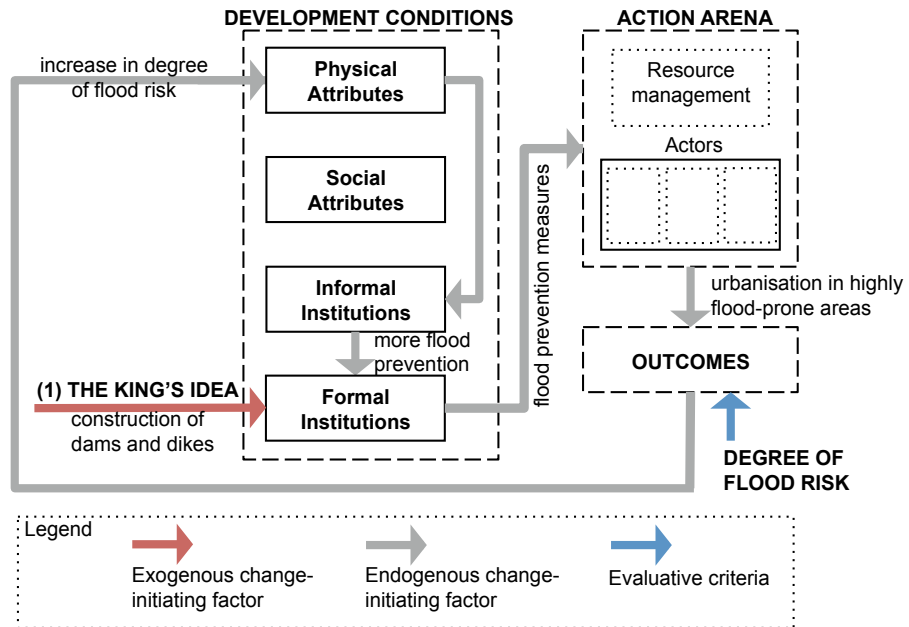 DEVELOPMENT CONDITIONS
ACTION ARENA
increase in degree
of flood risk
Physical
Attributes
Social
Attributes
Informal
Institutions
more flood
prevention
(1) THE KING'S IDEA
construction of
dams and dikes
Formal
Institutions
flood prevention measures
Resource
management
Actors
urbanisation in highly
flood-prone areas
OUTCOMES
DEGREE OF
FLOOD RISK
Legend
Exogenous change-
initiating factor
Endogenous change-
initiating factor
Evaluative criteria